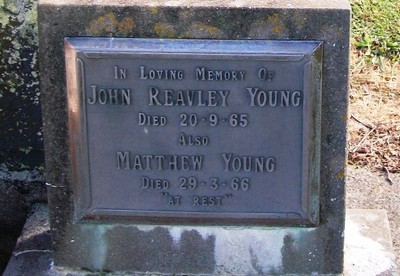 In Loving Memory Of
John Reavley Young
Died 20-9-65
Also
Matthew Young
Died 29-3-66
"At Rest"